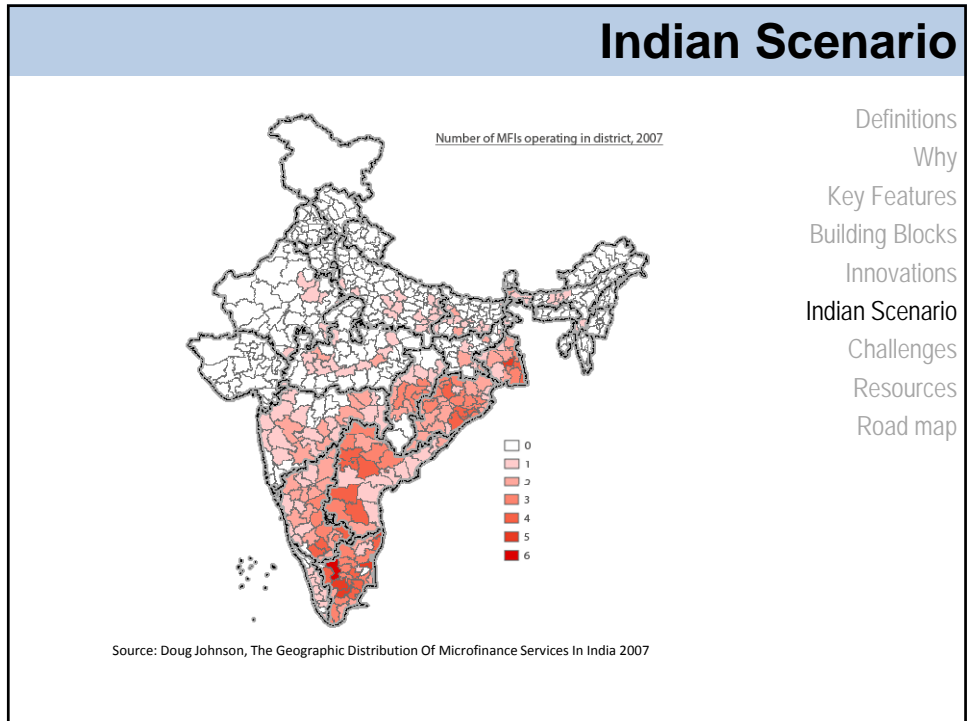 Indian Scenario
Number of MFIs operating in district, 2007
Definitions
Why
Key Features
Building Blocks
Innovations
Indian Scenario
Challenges
Resources
Road map
0
1
2
3
4
5
6
Source: Doug Johnson, The Geographic Distribution Of Microfinance Services In India 2007